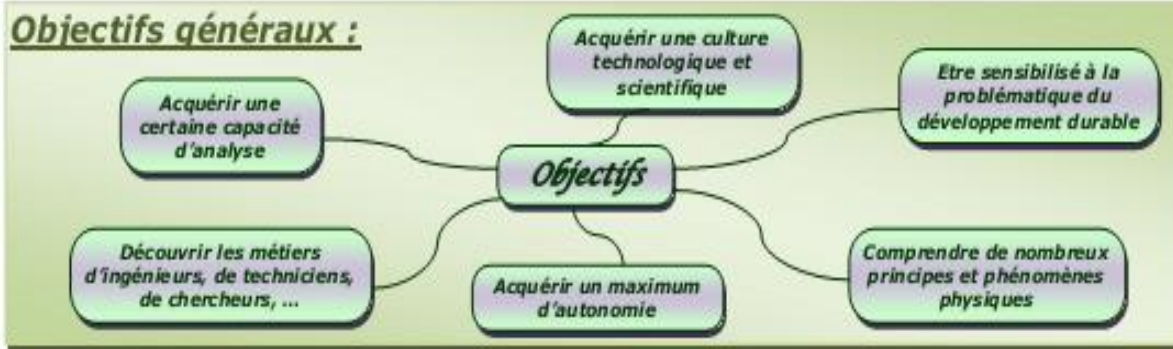 Objectifs généraux :
Acquérir une culture
technologique et
scientifique
Etre sensibilisé à la
problématique du
développement durable
Acquérir une
certaine capacité
d'analyse
Objectifs
Découvrir les métiers
d'ingénieurs, de techniciens,
de chercheurs, ...
Acquérir un maximum
d'autonomie
Comprendre de nombreux
principes et phénomènes
physiques